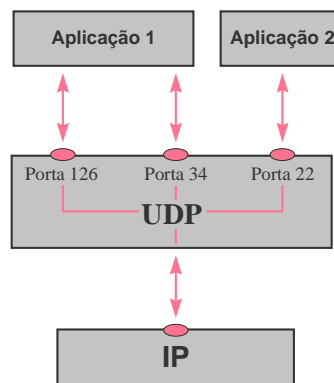 Aplicação 1 Aplicação 2
Porta 126 Porta 34 Porta 22
UDP
IP